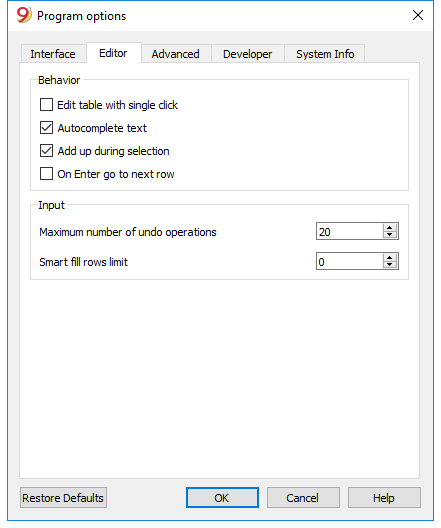 Program options
Interface Editor Advanced Developer System Info
Behavior
Edit table with single click
Autocomplete text
Add up during selection
On Enter go to next row
Input
Maximum number of undo operations 20
Smart fill rows limit 0
Restore Defaults OK Cancel Help